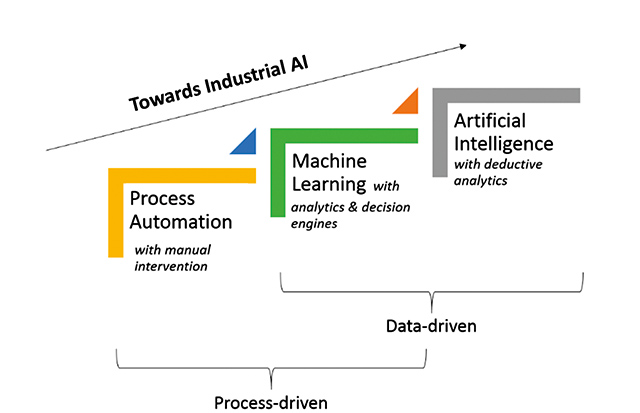 Towards Industrial AI
Process
Automation
with manual
intervention
Machine
Learning with
analytics & decision
engines
Artificial
Intelligence
with deductive
analytics
Data-driven
Process-driven